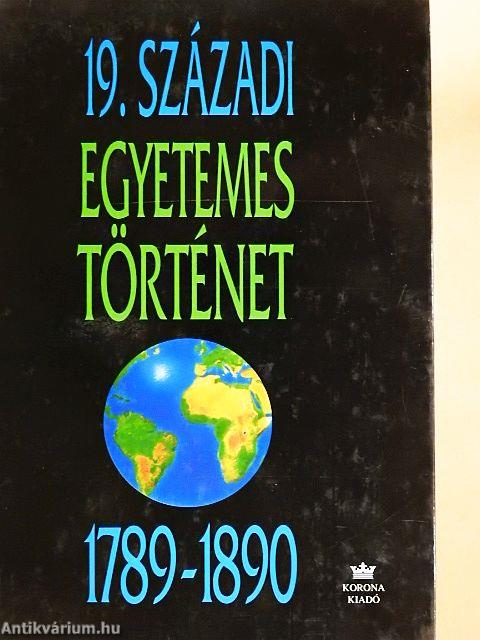 19. SZÁZADI
EGYETEMES
TÖRTÉNET
1789-1890
KORONA
KIADÓ
Antikvárium.hu